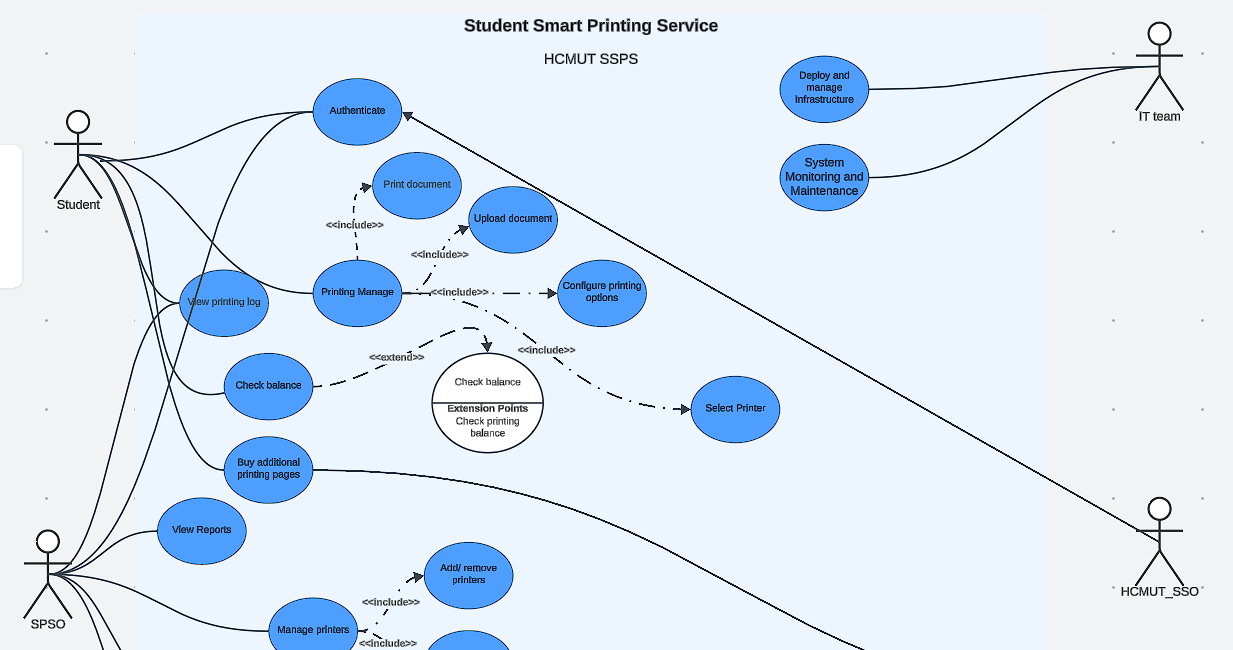 Student Smart Printing Service
HCMUT SSPS
Deploy and
manage
Infrastructure
IT team
Authenticate
System
Monitoring and
Maintenance
Student
Print document
<<include>>
Upload document
<<include>>
Printing Manage
<<include>>
Configure printing
options
View printing log
<<extend>>
<<include>>
Check balance
Check balance
Extension Points
Check printing
balance
Select Printer
Buy additional
printing pages
View Reports
SPSO
Add/ remove
printers
<<include>>
Manage printers
<<include>>
HCMUT_SSO